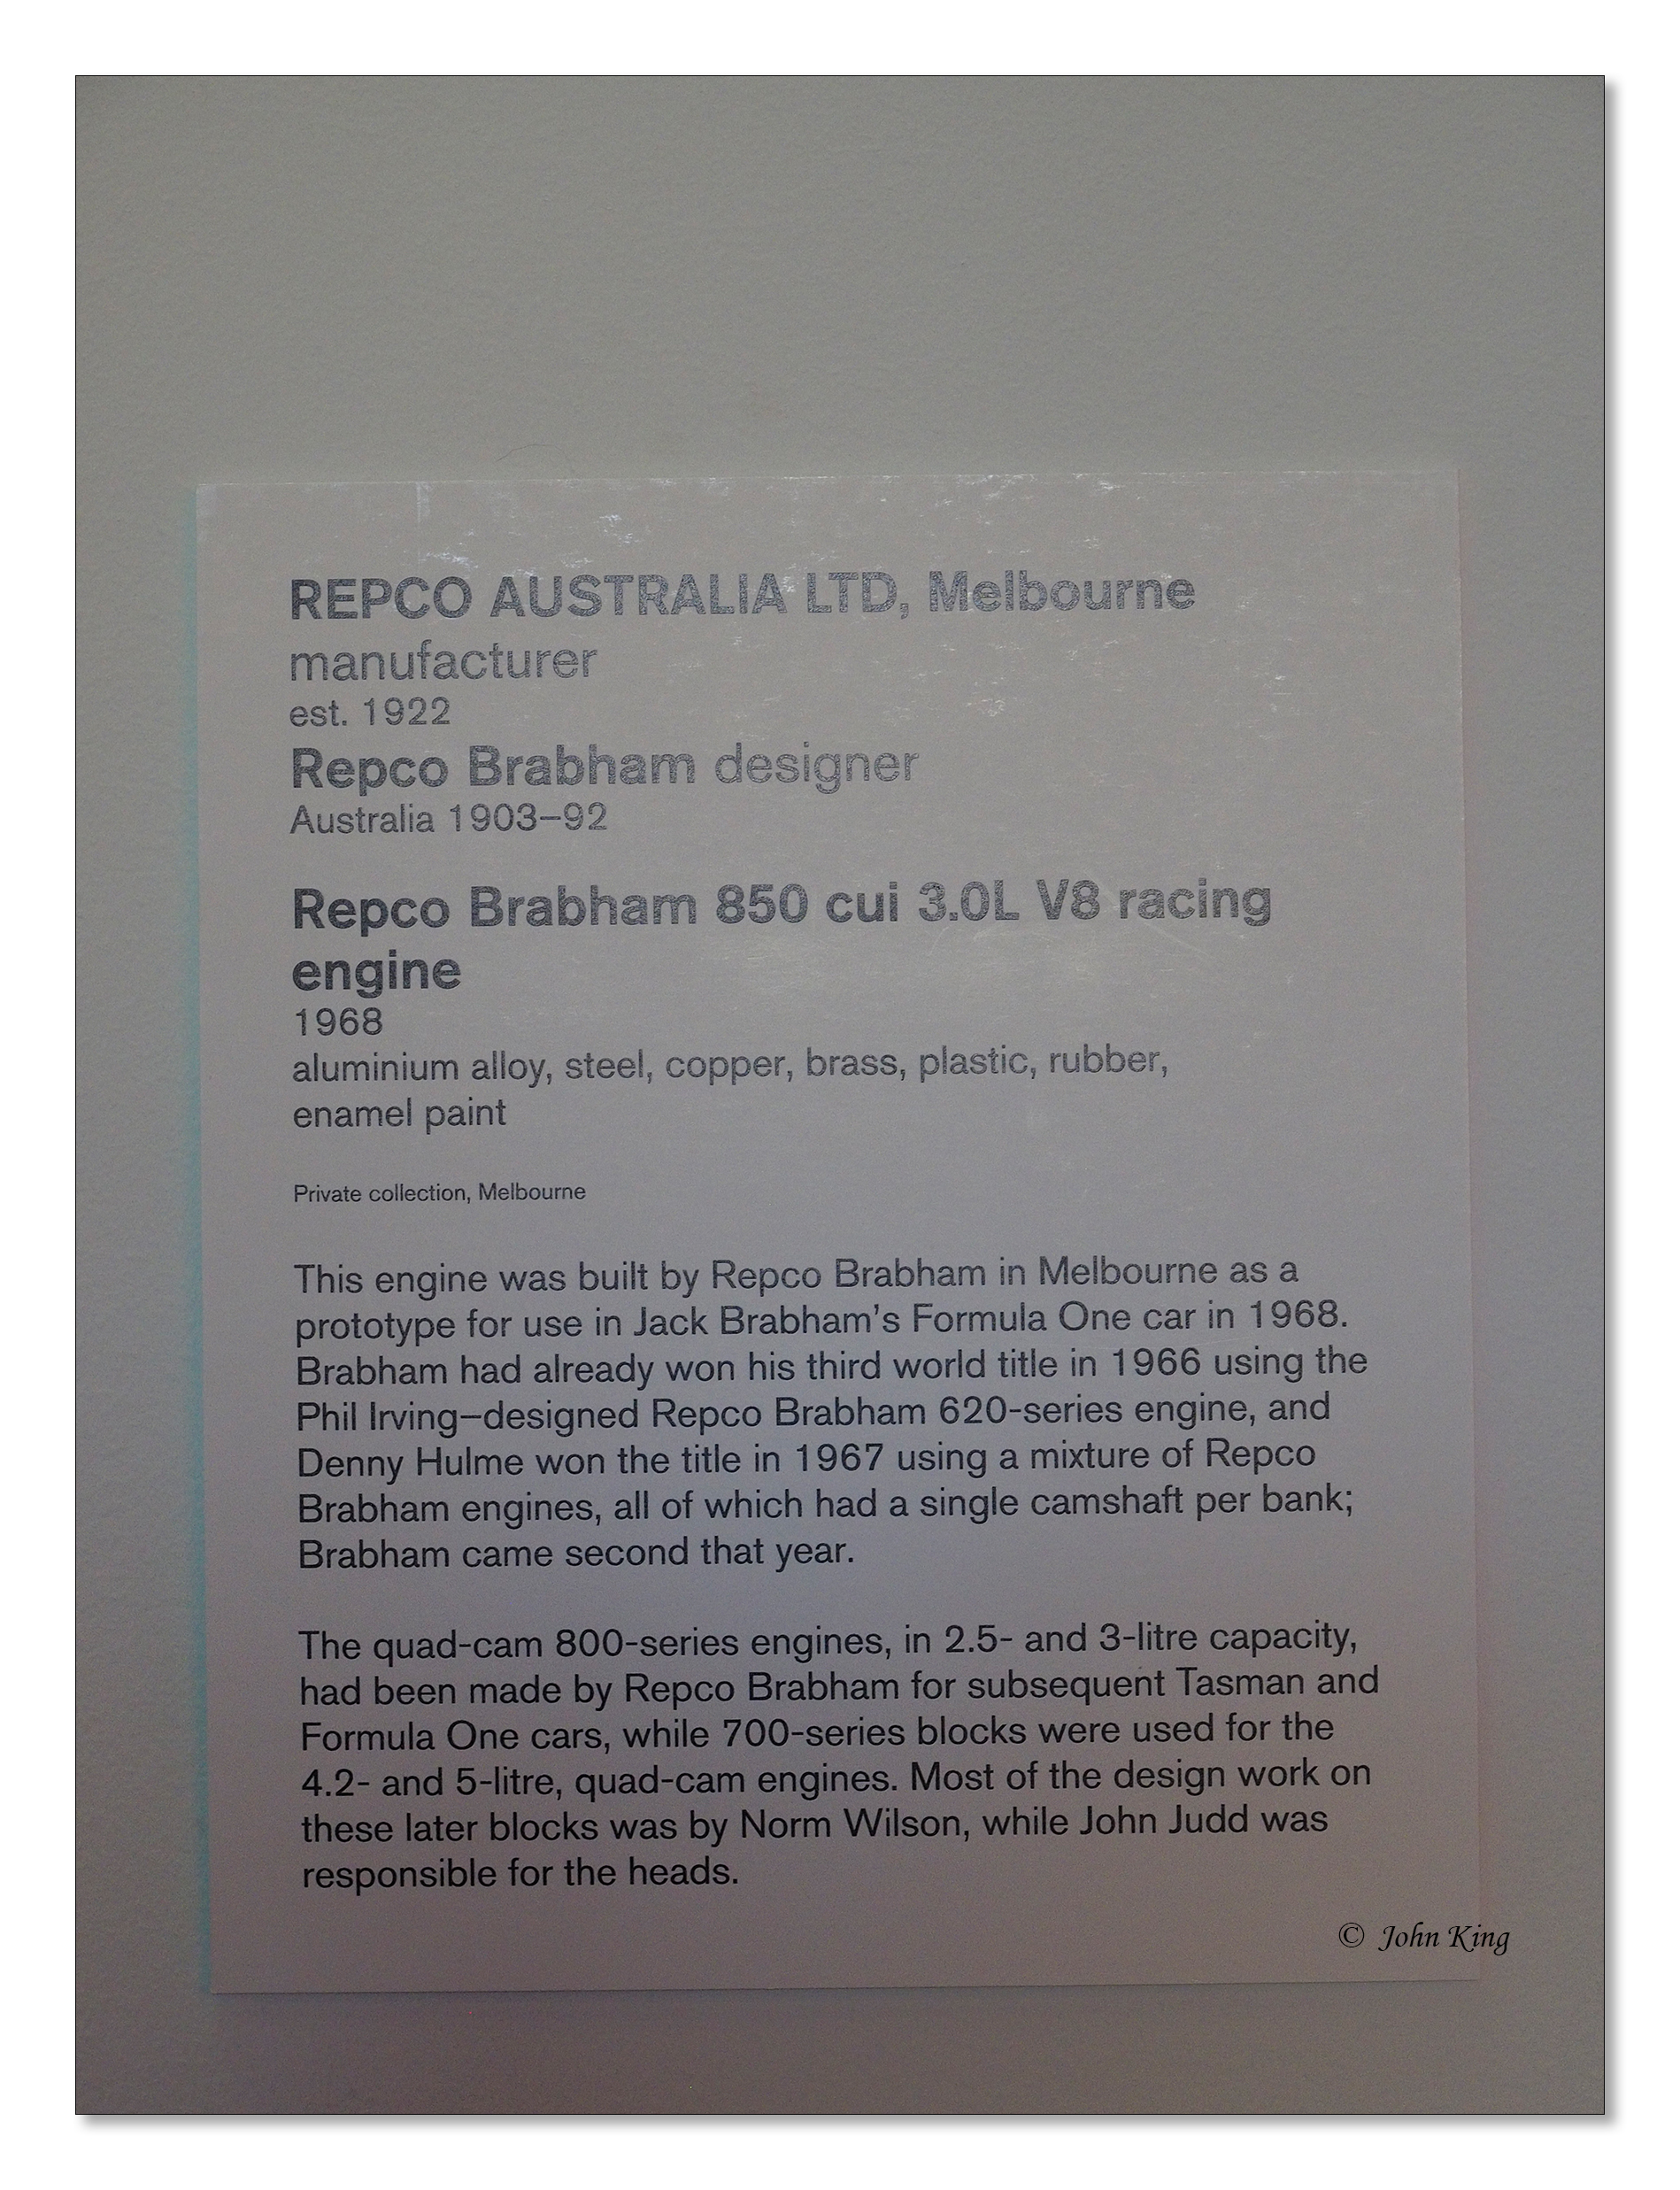 REPCO AUSTRALIA LTD, Melbourne
manufacturer
est. 1922
Repco Brabham designer
Australia 1903–92
Repco Brabham 850 cui 3.0L V8 racing
engine
1968
aluminium alloy, steel, copper, brass, plastic, rubber,
enamel paint
Private collection, Melbourne
This engine was built by Repco Brabham in Melbourne as a
prototype for use in Jack Brabham's Formula One car in 1968.
Brabham had already won his third world title in 1966 using the
Phil Irving–designed Repco Brabham 620-series engine, and
Denny Hulme won the title in 1967 using a mixture of Repco
Brabham engines, all of which had a single camshaft per bank;
Brabham came second that year.
The quad-cam 800-series engines, in 2.5- and 3-litre capacity,
had been made by Repco Brabham for subsequent Tasman and
Formula One cars, while 700-series blocks were used for the
4.2- and 5-litre, quad-cam engines. Most of the design work on
these later blocks was by Norm Wilson, while John Judd was
responsible for the heads.
© John King